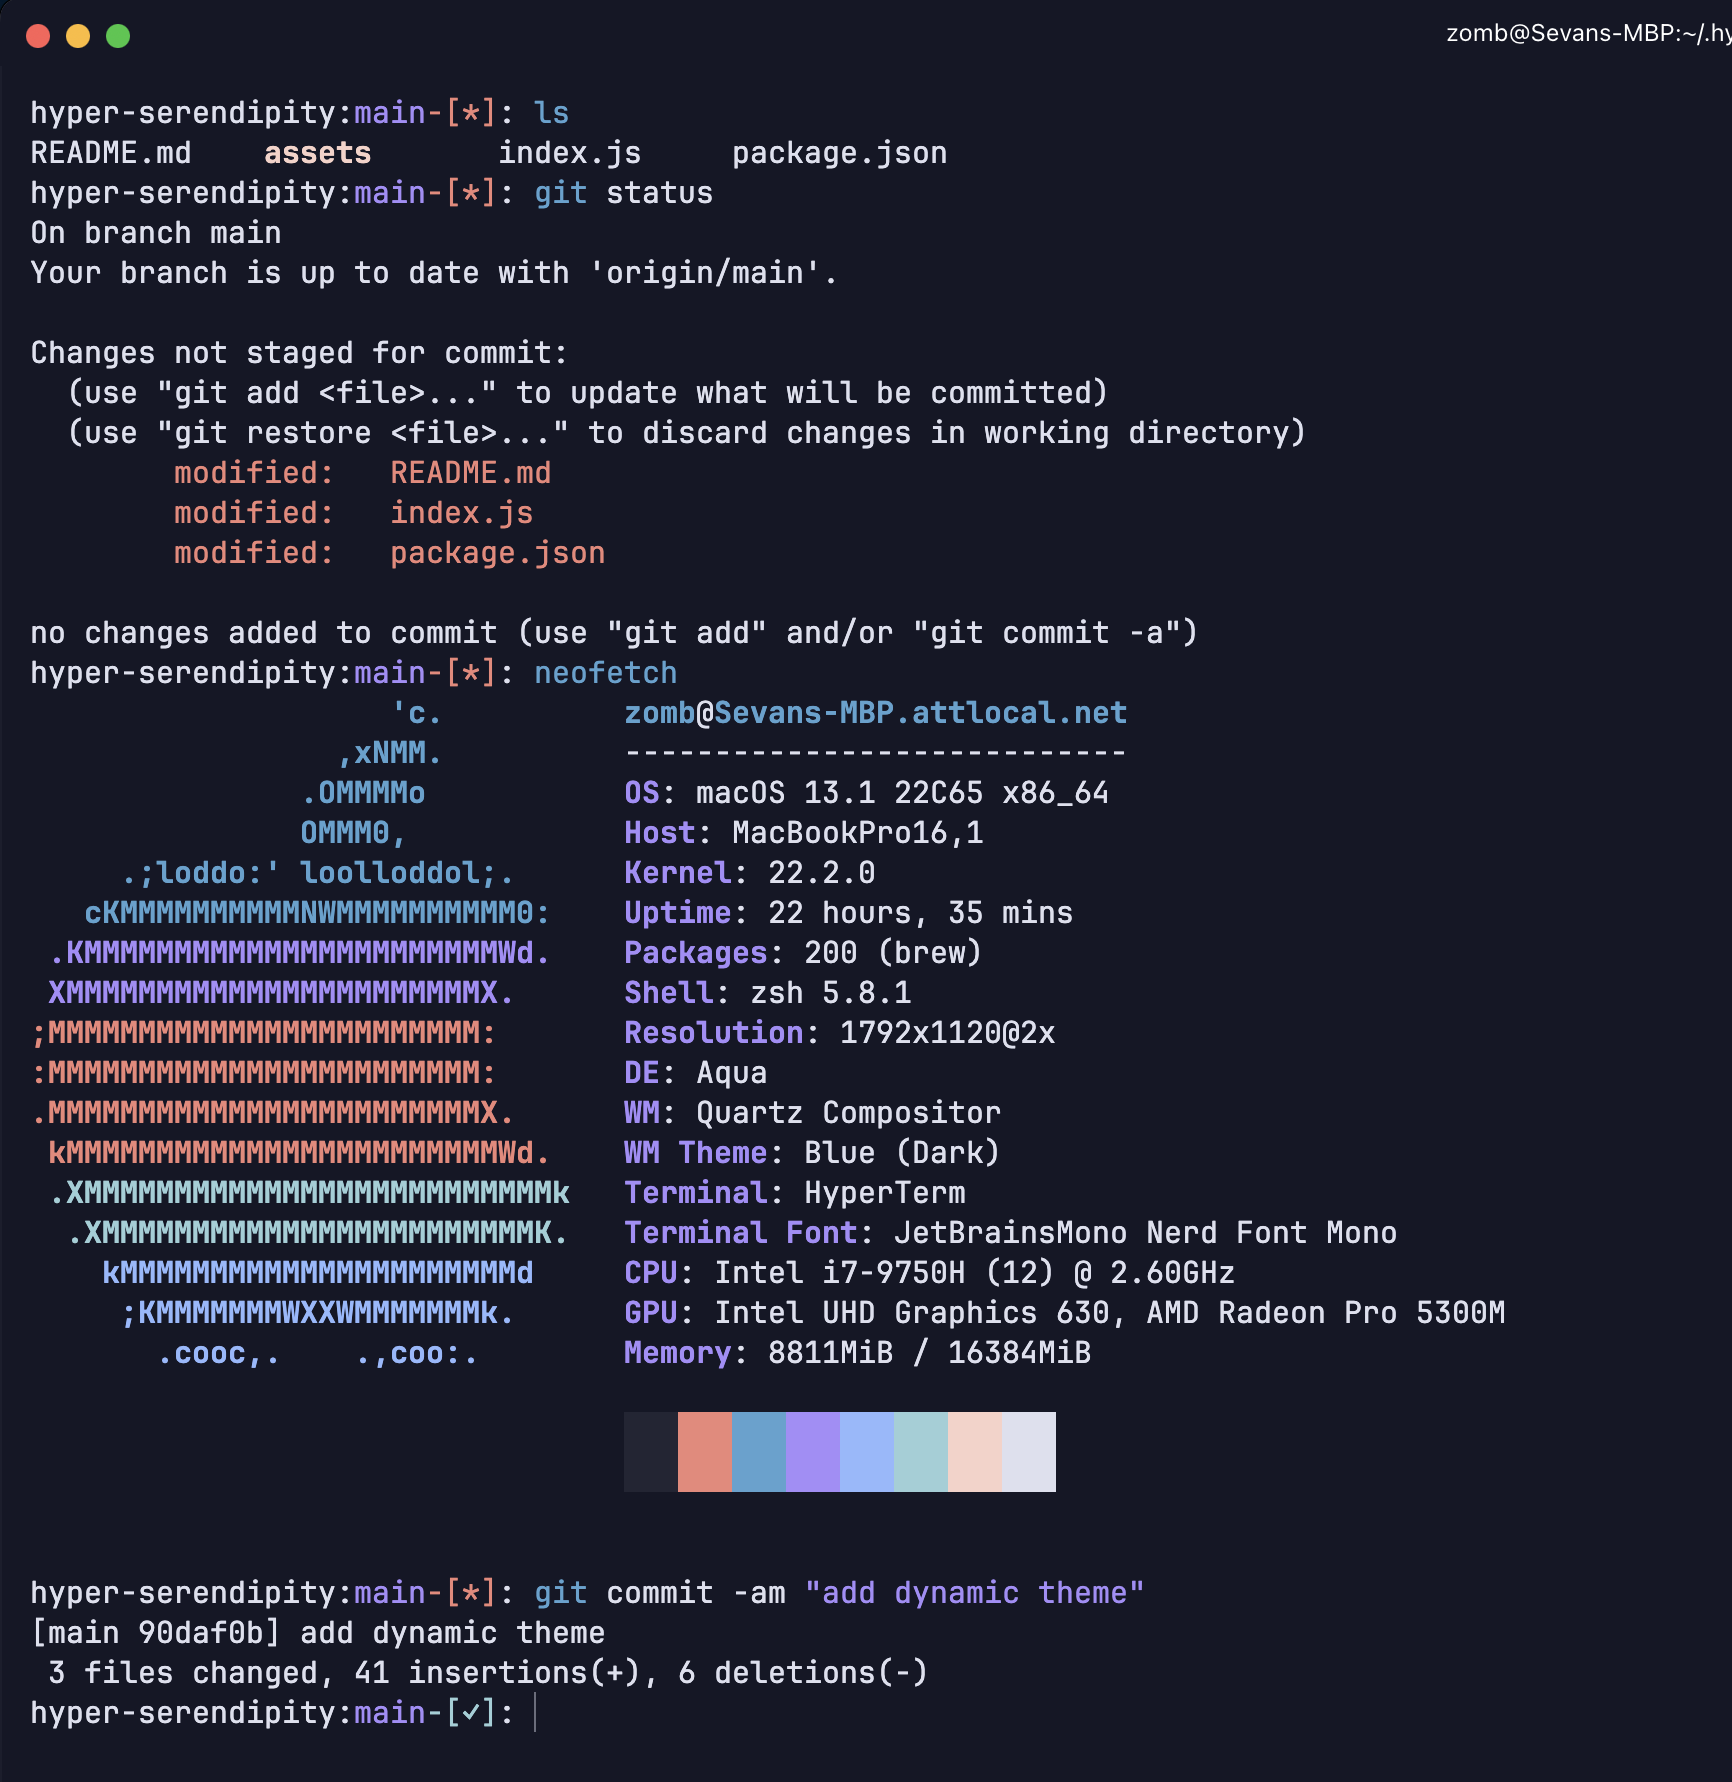 zomb@Sevans-MBP:~/.hy
hyper-serendipity:main-[*]: ls
README.md    assets       index.js     package.json
hyper-serendipity:main-[*]: git status
On branch main
Your branch is up to date with 'origin/main'.
Changes not staged for commit:
  (use "git add <file>..." to update what will be committed)
  (use "git restore <file>..." to discard changes in working directory)
        modified:   README.md
        modified:   index.js
        modified:   package.json
no changes added to commit (use "git add" and/or "git commit -a")
hyper-serendipity:main-[*]: neofetch
                    'c.          zomb@Sevans-MBP.attlocal.net
                 ,xNMM.          ----------------------------
               .OMMMMo           OS: macOS 13.1 22C65 x86_64
               OMMM0,            Host: MacBookPro16,1
     .;loddo:' loolloddol;.      Kernel: 22.2.0
   cKMMMMMMMMMMNWMMMMMMMMMM0:    Uptime: 22 hours, 35 mins
 .KMMMMMMMMMMMMMMMMMMMMMMMWd.    Packages: 200 (brew)
 XMMMMMMMMMMMMMMMMMMMMMMMX.      Shell: zsh 5.8.1
;MMMMMMMMMMMMMMMMMMMMMMMM:       Resolution: 1792x1120@2x
:MMMMMMMMMMMMMMMMMMMMMMMM:       DE: Aqua
.MMMMMMMMMMMMMMMMMMMMMMMMX.      WM: Quartz Compositor
 kMMMMMMMMMMMMMMMMMMMMMMMMWd.    WM Theme: Blue (Dark)
 .XMMMMMMMMMMMMMMMMMMMMMMMMMMk   Terminal: HyperTerm
  .XMMMMMMMMMMMMMMMMMMMMMMMMK.   Terminal Font: JetBrainsMono Nerd Font Mono
    kMMMMMMMMMMMMMMMMMMMMMMd     CPU: Intel i7-9750H (12) @ 2.60GHz
     ;KMMMMMMMWXXWMMMMMMMk.      GPU: Intel UHD Graphics 630, AMD Radeon Pro 5300M
       .cooc,.    .,coo:.        Memory: 8811MiB / 16384MiB
hyper-serendipity:main-[*]: git commit -am "add dynamic theme"
[main 90daf0b] add dynamic theme
 3 files changed, 41 insertions(+), 6 deletions(-)
hyper-serendipity:main-[✓]: